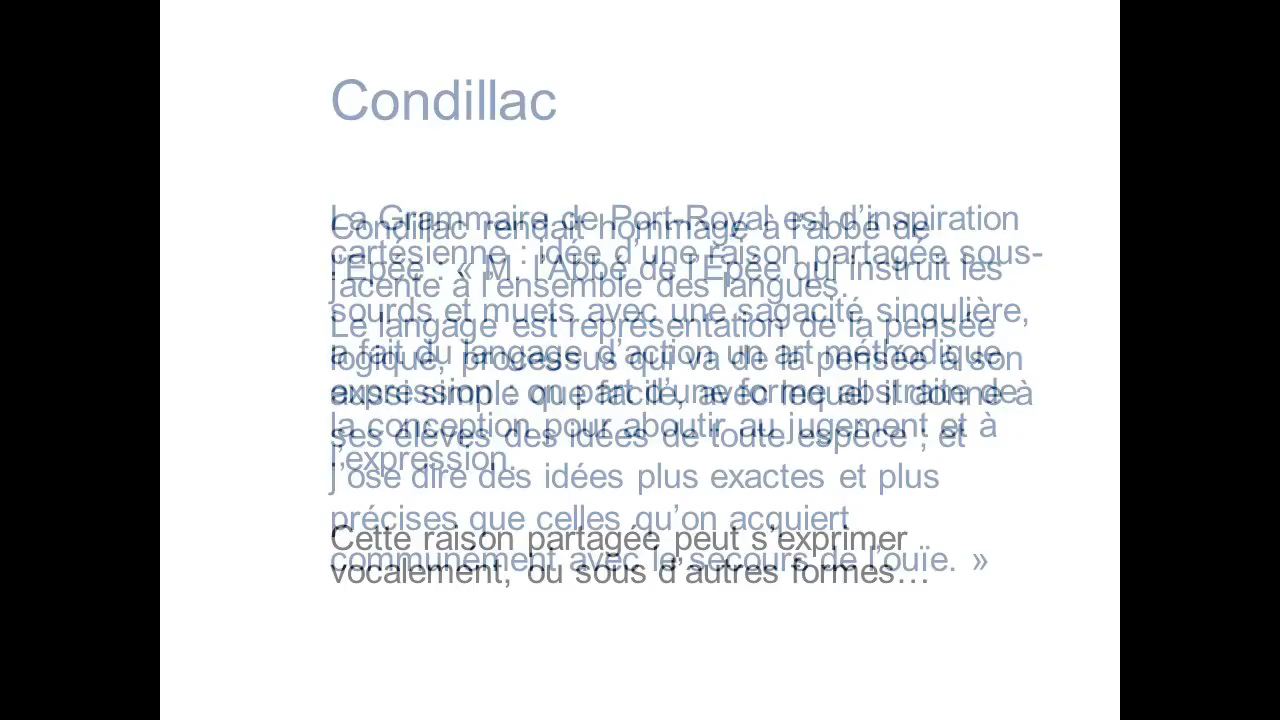 Condillac
La Grammaire de Port-Royal est d’inspiration
cartésienne : idée d’une raison partagée sous-
jacente à l’ensemble des langues.
Le langage est représentation de la pensée
logique, processus qui va de la pensée à son
expression : on part d’une forme abstraite de
la conception pour aboutir au jugement et à
l’expression.
Cette raison partagée peut s’exprimer
vocalement, ou sous d’autres formes…
Condillac rendait hommage à l’abbé de
l’Epée : « M. l’Abbé de l’Epée qui instruit les
sourds et muets avec une sagacité singulière,
a fait du langage d’action un art méthodique
aussi simple que facile, avec lequel il donne à
ses élèves des idées de toute espèce ; et
j’ose dire des idées plus exactes et plus
précises que celles qu’on acquiert
communément avec le secours de l’ouïe. »